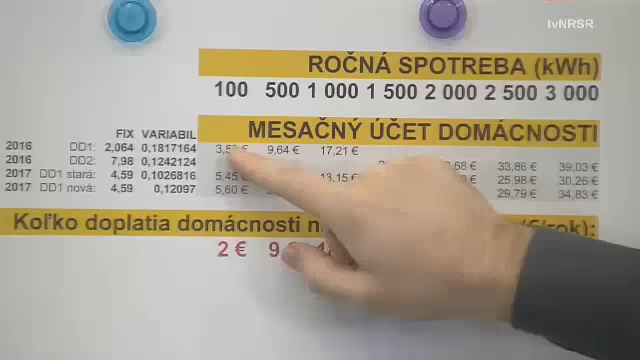 tvNRSR
ROČNÁ SPOTREBA (kWh)
100 500 1 000 1 500 2 000 2 500 3 000
FIX VARIABIL MESAČNÝ ÚČET DOMÁCNOSTI
2016 DD1: 2,064 0,1817164 9,64 € 17,21 €
2016 DD2: 7,98 0,1242124 33,86 € 39,03 €
2017 DD1 stará: 4,59 0,1026816 5,45 € 13,15 € 25,98 € 30,26 €
2017 DD1 nová: 4,59 0,12097 5,60 € 29,79 € 34,83 €
Koľko doplatia domácnosti
2 €